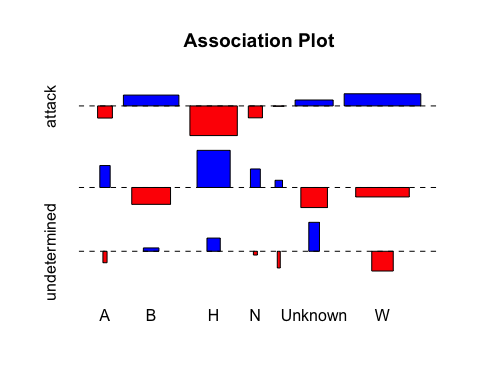 Association Plot
attack
undetermined
A B H N Unknown W